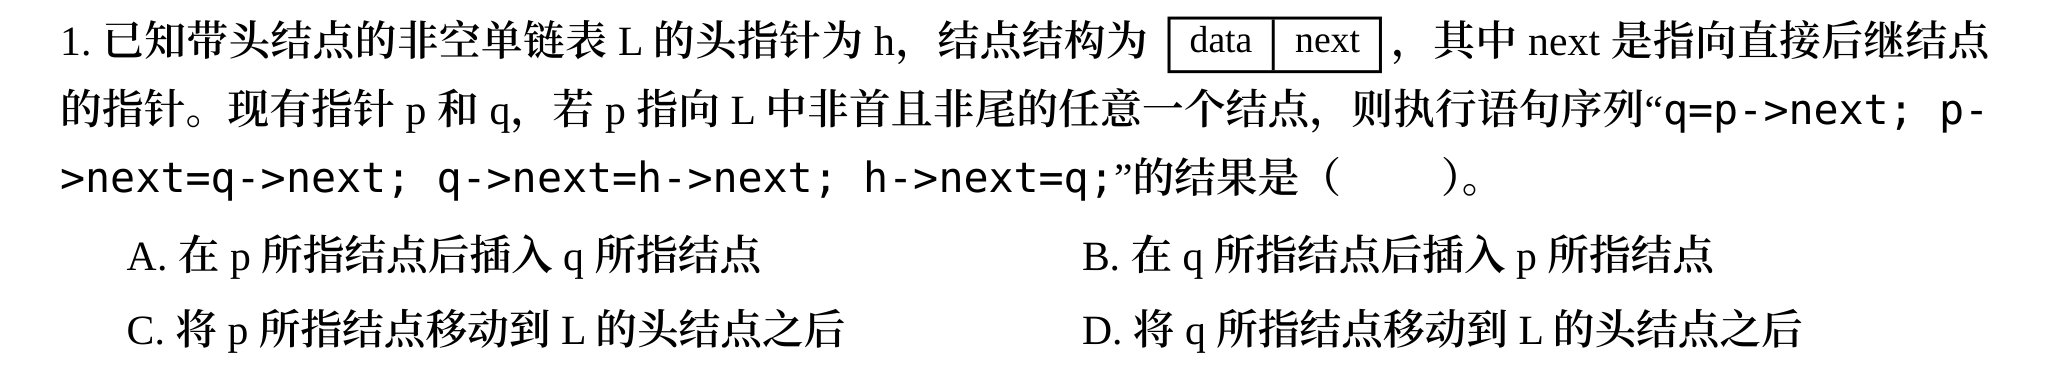 1. 已知带头结点的非空单链表 L 的头指针为 h，结点结构为 data next ，其中 next 是指向直接后继结点
的指针。现有指针 p 和 q，若 p 指向 L 中非首且非尾的任意一个结点，则执行语句序列“q=p->next; p-
>next=q->next; q->next=h->next; h->next=q;”的结果是（ ）。
A. 在 p 所指结点后插入 q 所指结点 B. 在 q 所指结点后插入 p 所指结点
C. 将 p 所指结点移动到 L 的头结点之后 D. 将 q 所指结点移动到 L 的头结点之后